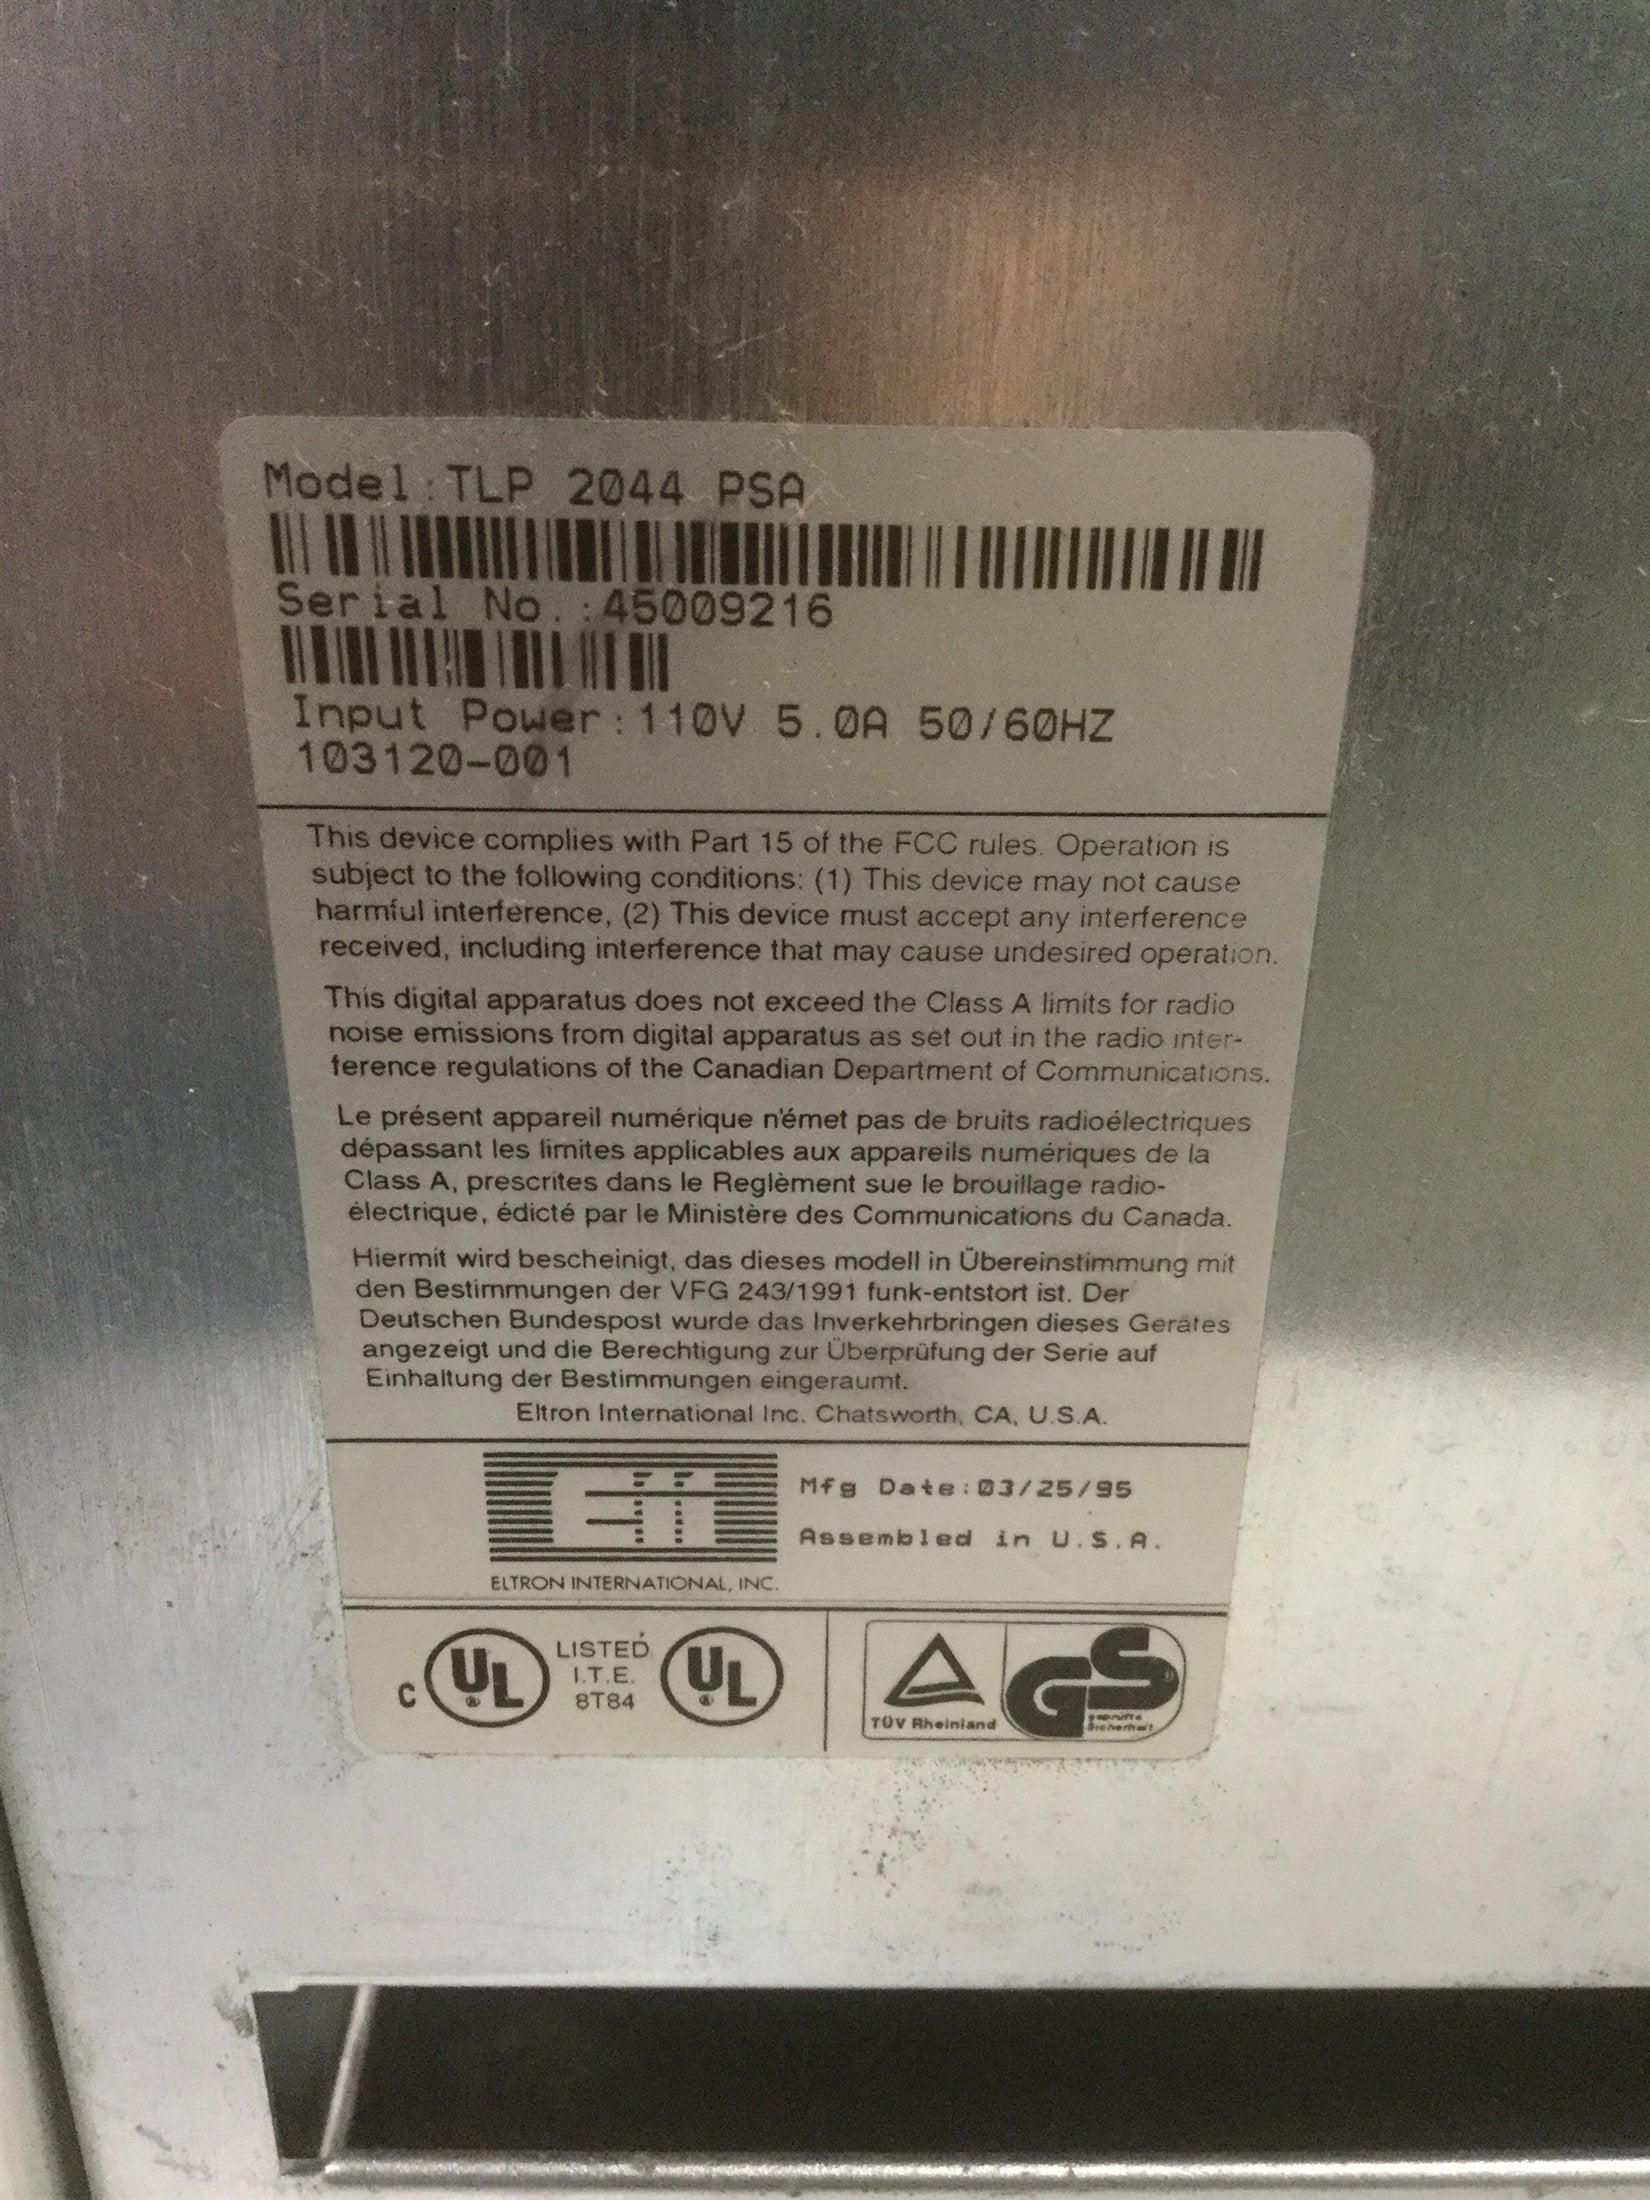 Model:TLP 2044 PSA
Serial No.:45009216
Input Power:110V 5.0A 50/60HZ
103120-001
This device complies with Part 15 of the FCC rules. Operation is
subject to the following conditions: (1) This device may not cause
harmful interference, (2) This device must accept any interference
received, including interference that may cause undesired operation.
This digital apparatus does not exceed the Class A limits for radio
noise emissions from digital apparatus as set out in the radio inter-
ference regulations of the Canadian Department of Communications.
Le présent appareil numérique n'émet pas de bruits radioélectriques
dépassant les limites applicables aux appareils numériques de la
Class A, prescrites dans le Reglèment sue le brouillage radio-
électrique, édicté par le Ministère des Communications du Canada.
Hiermit wird bescheinigt, das dieses modell in Übereinstimmung mit
den Bestimmungen der VFG 243/1991 funk-entstort ist. Der
Deutschen Bundespost wurde das Inverkehrbringen dieses Gerätes
angezeigt und die Berechtigung zur Überprüfung der Serie auf
Einhaltung der Bestimmungen eingeraumt.
Eltron International Inc. Chatsworth, CA, U.S.A.
Mfg Date:03/25/95
Assembled in U.S.A.
ELTRON INTERNATIONAL, INC.
c UL LISTED UL
I.T.E.
8T84
TÜV Rheinland
GS
geprüfte
Sicherheit